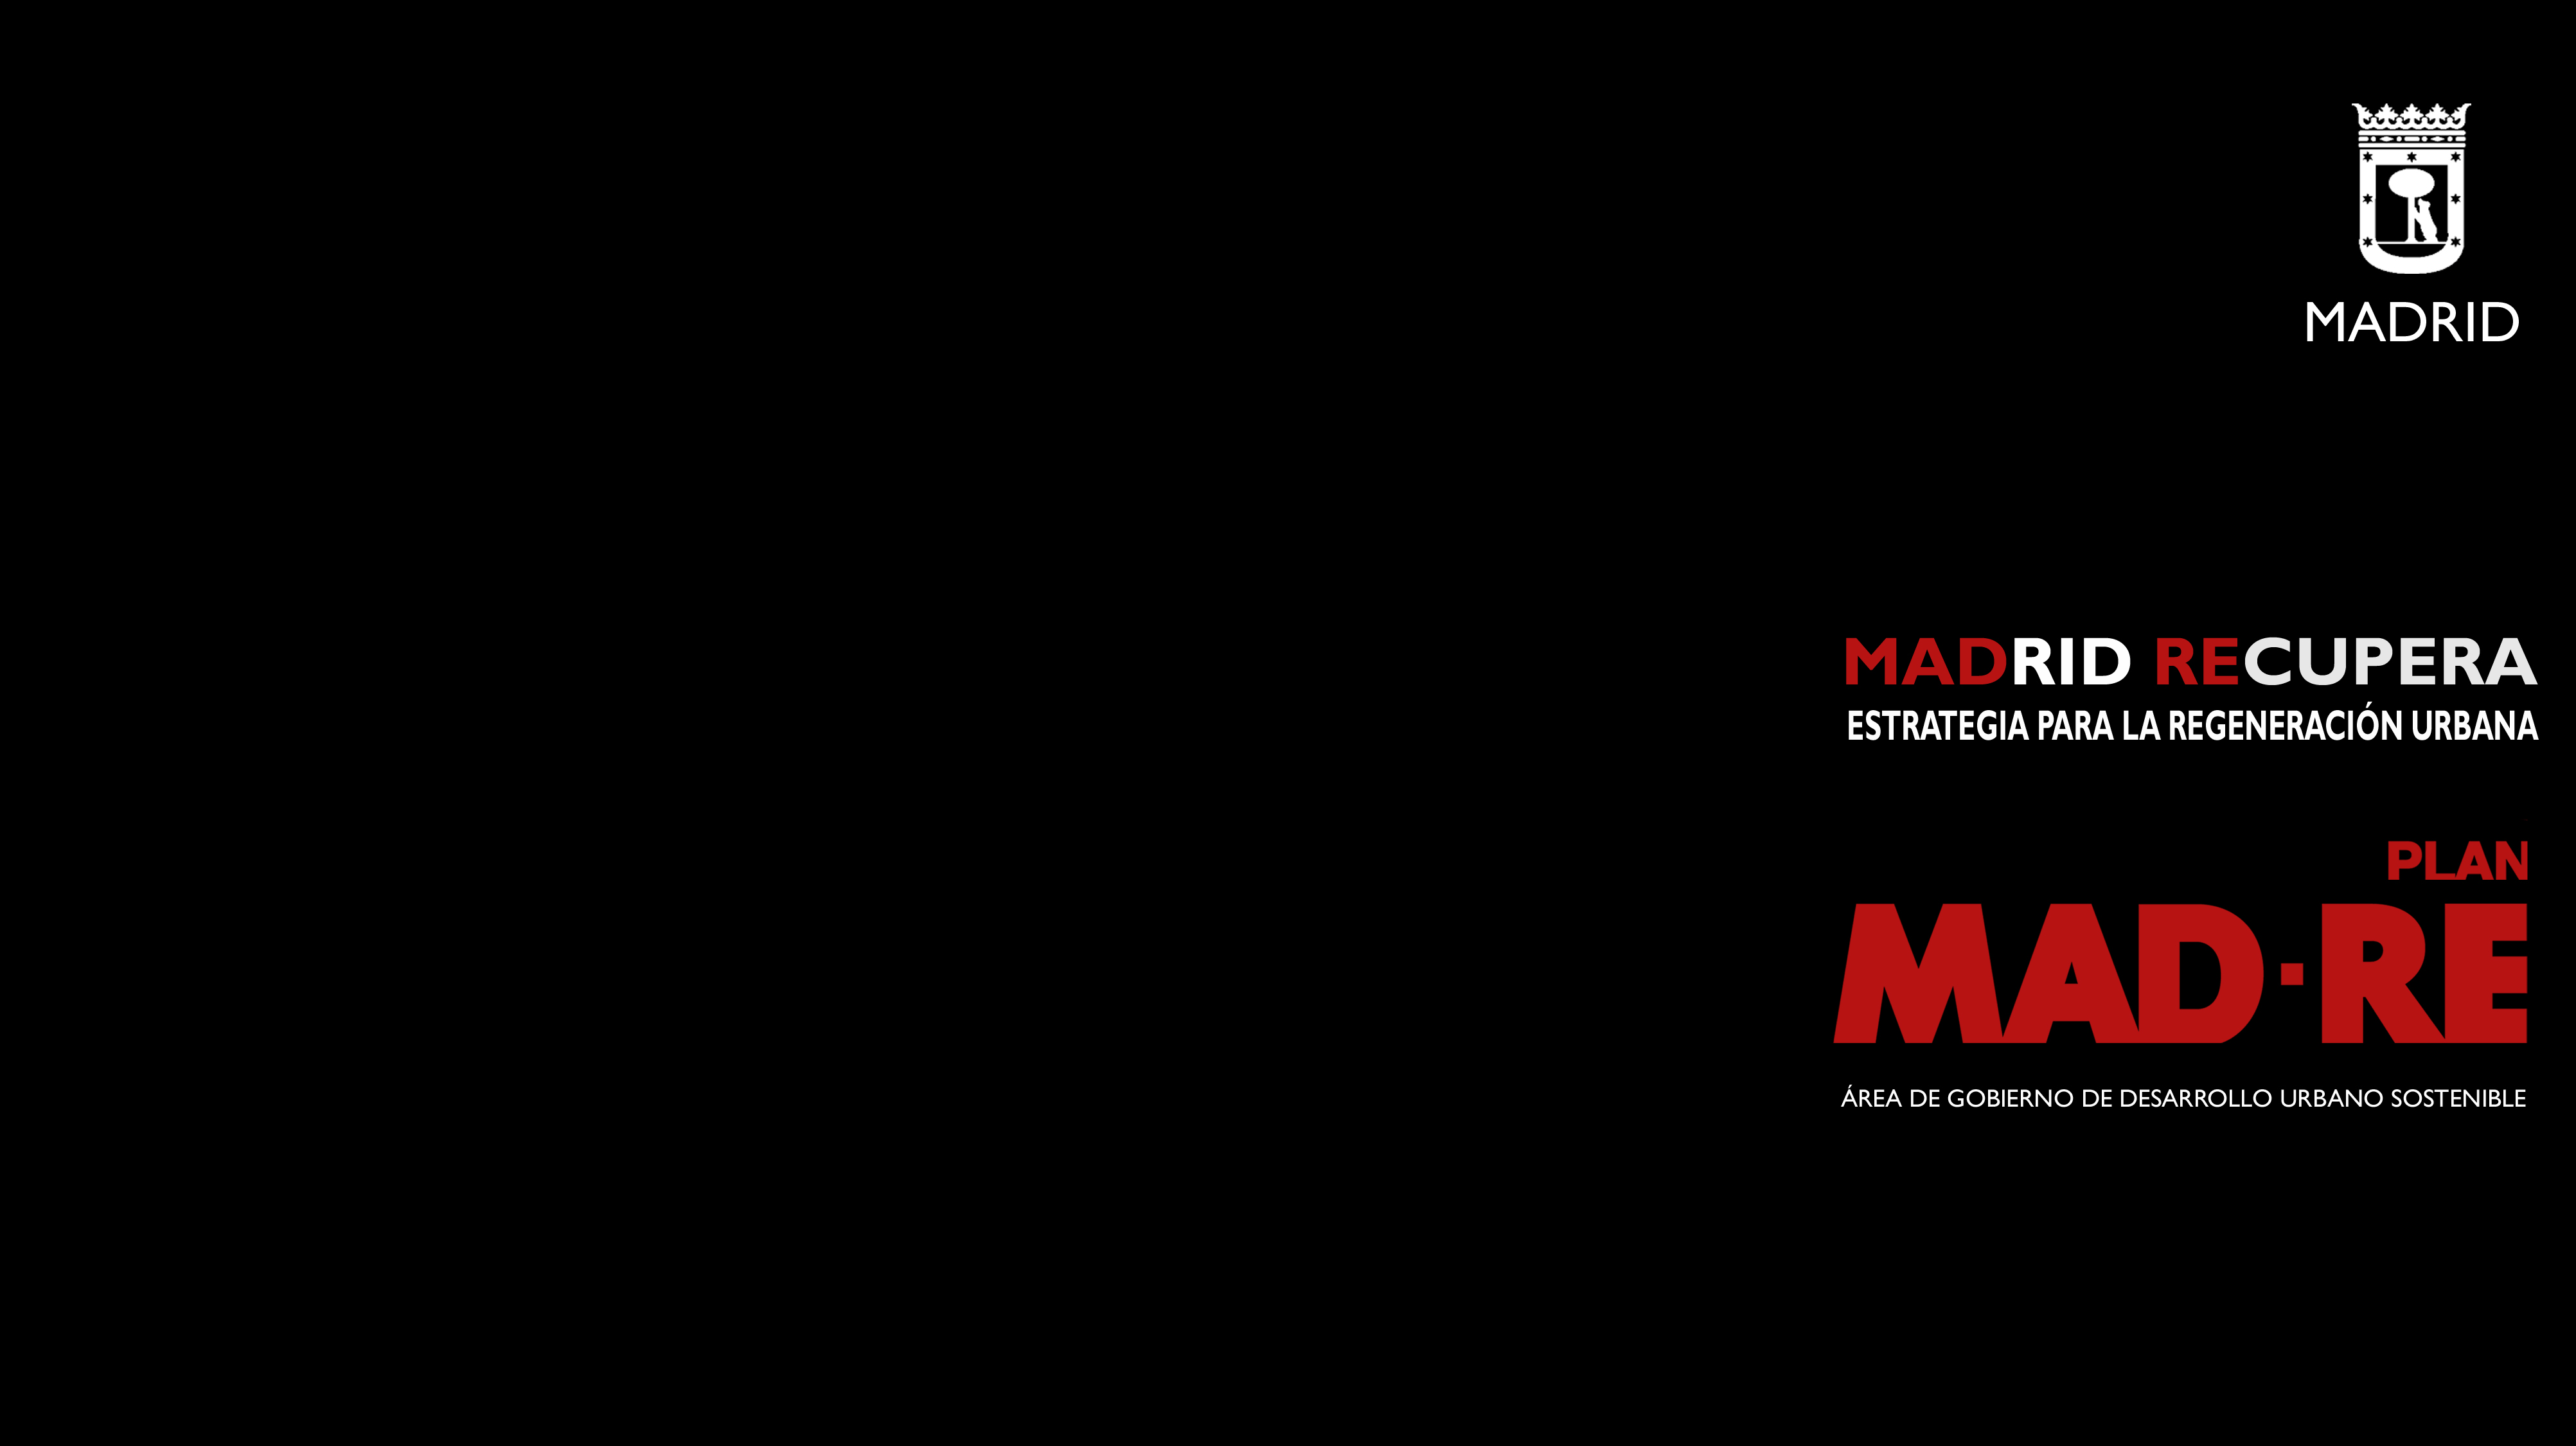 MADRID
MADRID RECUPERA
ESTRATEGIA PARA LA REGENERACIÓN URBANA
PLAN
MAD·RE
ÁREA DE GOBIERNO DE DESARROLLO URBANO SOSTENIBLE